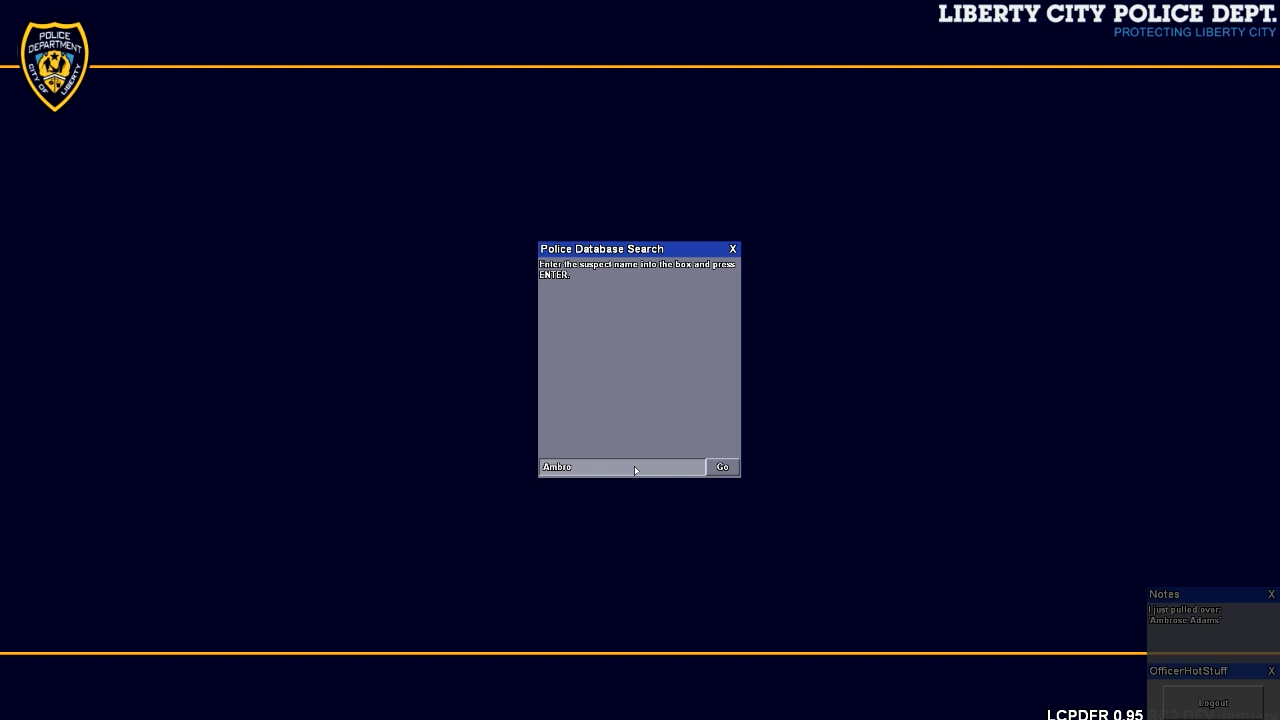 LIBERTY CITY POLICE DEPT.
PROTECTING LIBERTY CITY
POLICE
DEPARTMENT
CITY OF LIBERTY
Police Database Search X
Enter the suspect name into the box and press
ENTER.
Ambro Go
Notes X
I just pulled over:
'Ambrose Adams'
OfficerHotStuff X
Logout
LCPDFR 0.95